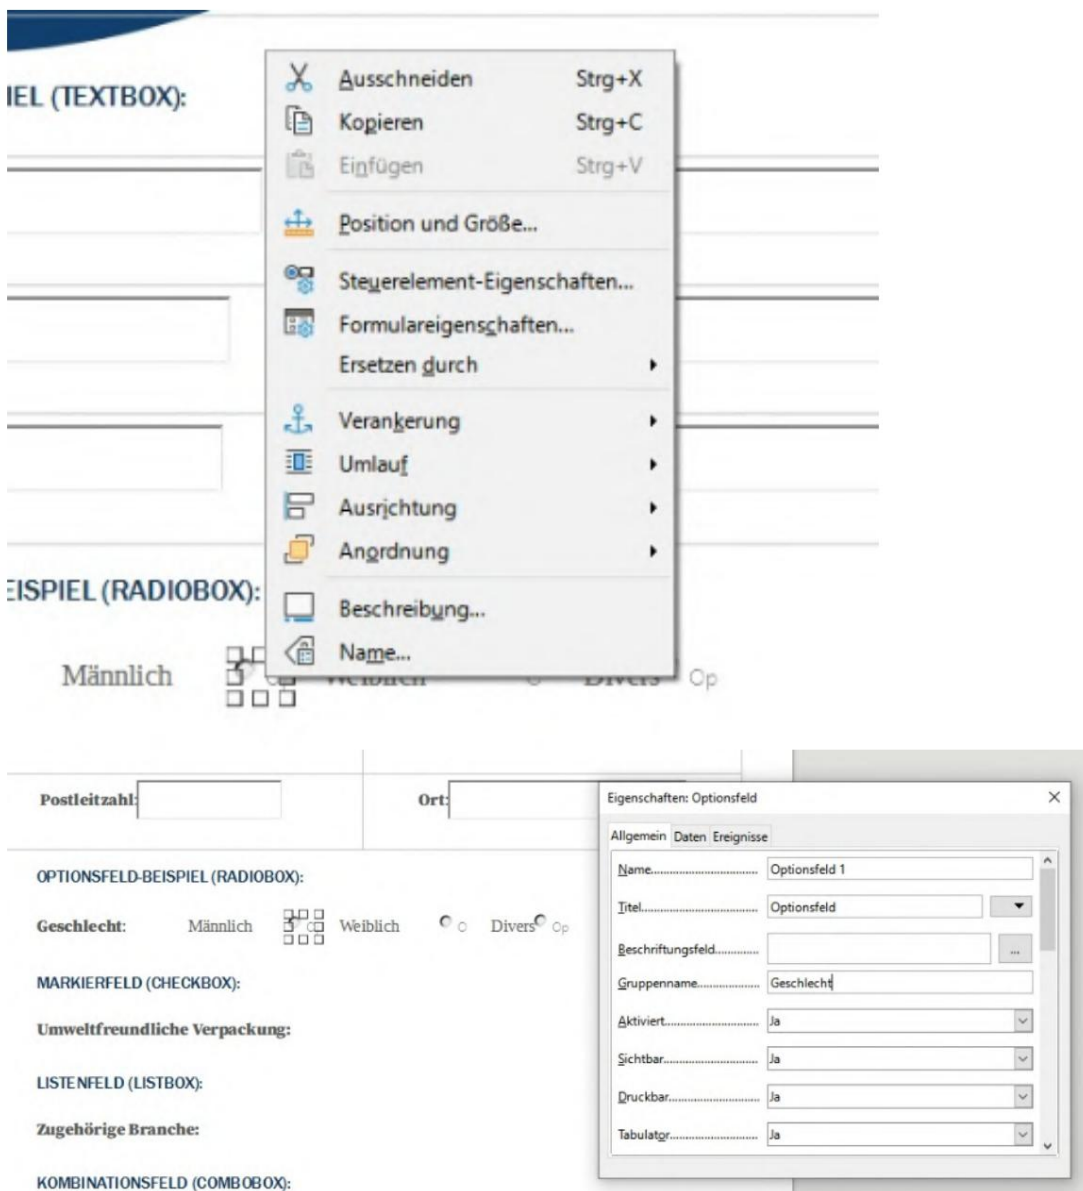 IEL (TEXTBOX):
Ausschneiden Strg+X
Kopieren Strg+C
Einfügen Strg+V
Position und Größe...
Steuerelement-Eigenschaften...
Formulareigenschaften...
Ersetzen durch
Verankerung
Umlauf
Ausrichtung
Anordnung
EISPIEL (RADIOBOX):
Beschreibung...
Name...
Männlich Weiblich Divers Op
Postleitzahl: Ort:
OPTIONSFELD-BEISPIEL (RADIOBOX):
Geschlecht: Männlich Weiblich O Divers Op
MARKIERFELD (CHECKBOX):
Umweltfreundliche Verpackung:
LISTENFELD (LISTBOX):
Zugehörige Branche:
KOMBINATIONSFELD (COMBOBOX):
Eigenschaften: Optionsfeld
Allgemein Daten Ereignisse
Name.............................. Optionsfeld 1
Titel................................. Optionsfeld
Beschriftungsfeld............ ...
Gruppenname................. Geschlecht
Aktiviert.......................... Ja
Sichtbar........................... Ja
Druckbar......................... Ja
Tabulator......................... Ja